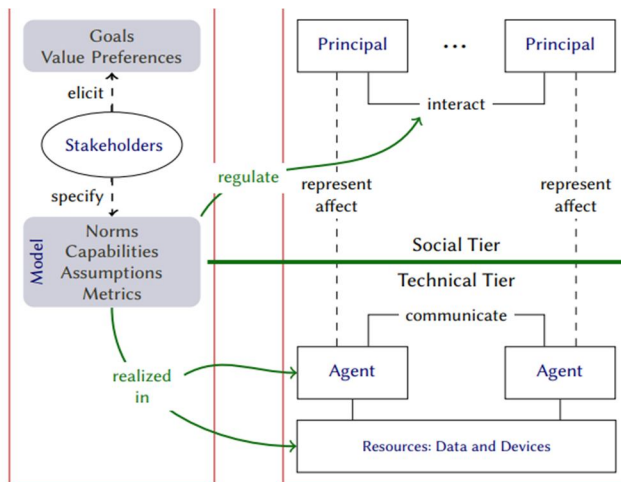 Goals
Value Preferences
elicit
Stakeholders
specify
Model
Norms
Capabilities
Assumptions
Metrics
regulate
realized
in
Principal
...
Principal
interact
represent
affect
represent
affect
Social Tier
Technical Tier
communicate
Agent
Agent
Resources: Data and Devices